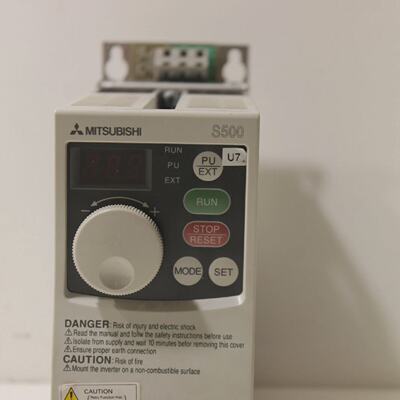 MITSUBISHI S500
RUN
PU
EXT
PU
EXT
U7
RUN
STOP
RESET
MODE SET
- +
DANGER: Risk of injury and electric shock
Read the manual and follow the safety instructions before use
Isolate from supply and wait 10 minutes before removing this cover
Ensure proper earth connection
CAUTION: Risk of fire
Mount the inverter on a non-combustible surface
CAUTION